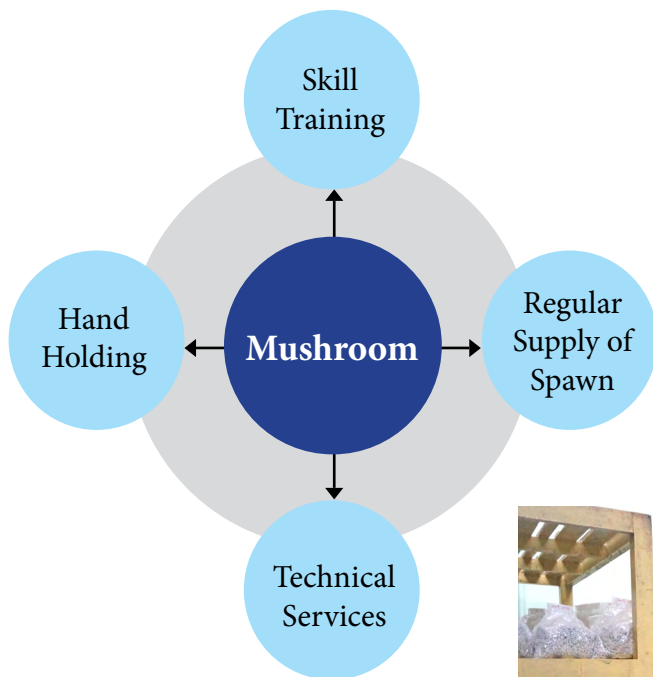 Skill
Training
Hand
Holding
Mushroom
Regular
Supply of
Spawn
Technical
Services